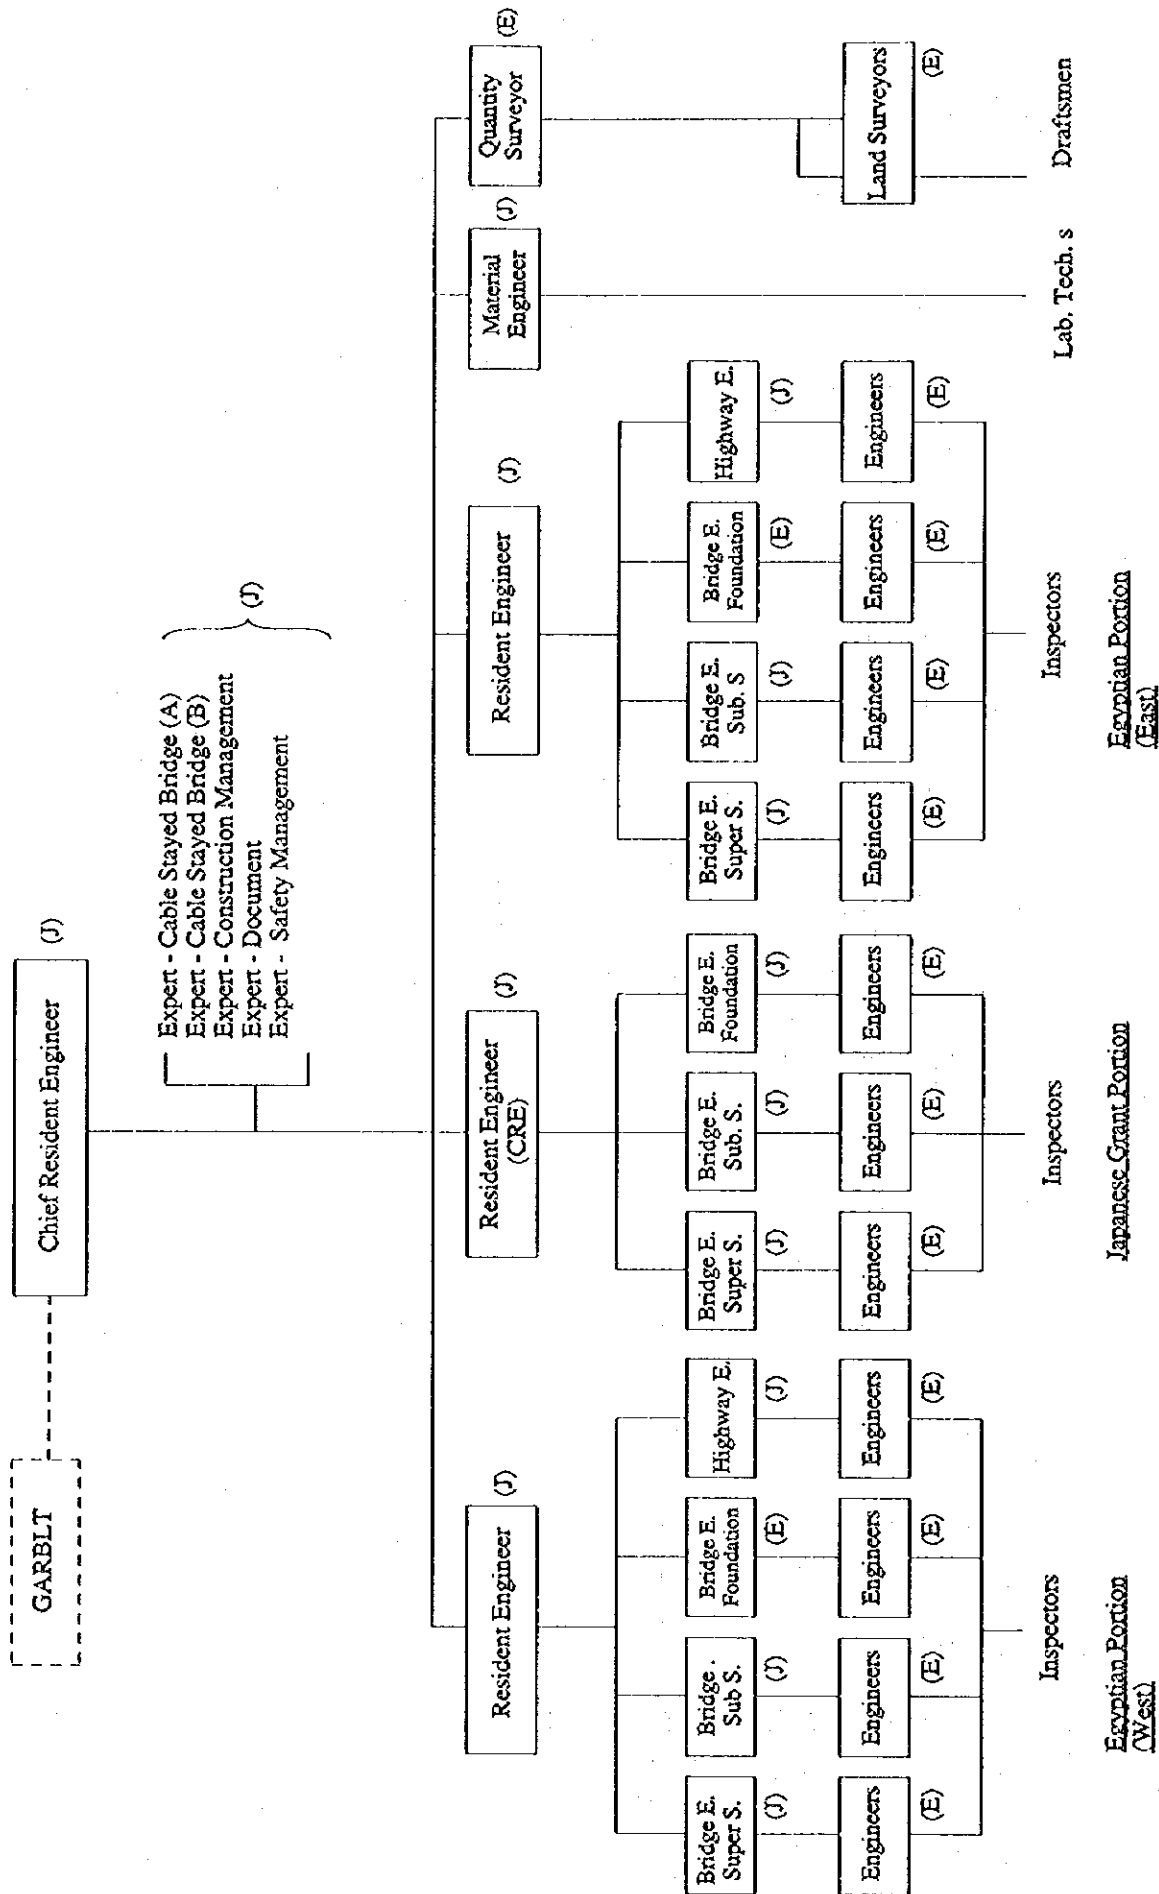 GARBLT
Chief Resident Engineer
(J)
Expert - Cable Stayed Bridge (A)
Expert - Cable Stayed Bridge (B)
Expert - Construction Management
Expert - Document
Expert - Safety Management
(J)
Resident Engineer
(J)
Resident Engineer
(CRE)
(J)
Resident Engineer
(J)
Material
Engineer
(J)
Quantity
Surveyor
(E)
Bridge E.
Super S.
(J)
Bridge .
Sub S.
(J)
Bridge E.
Foundation
(E)
Highway E.
(J)
Bridge E.
Super S.
(J)
Bridge E.
Sub. S.
(J)
Bridge E.
Foundation
(J)
Bridge E.
Super S.
(J)
Bridge E.
Sub. S
(J)
Bridge E.
Foundation
(E)
Highway E.
(J)
Engineers
(E)
Engineers
(E)
Engineers
(E)
Engineers
(E)
Engineers
(E)
Engineers
(E)
Engineers
(E)
Engineers
(E)
Engineers
(E)
Engineers
(E)
Engineers
(E)
Land Surveyors
(E)
Inspectors
Inspectors
Inspectors
Lab. Tech. s
Draftsmen
Egyptian Portion
(West)
Japanese Grant Portion
Egyptian Portion
(East)